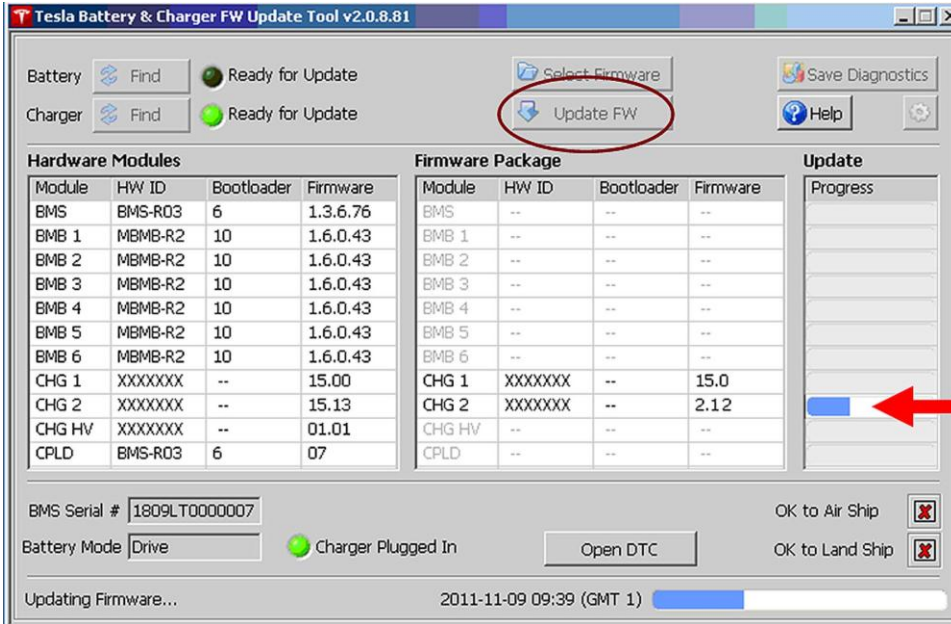 Tesla Battery & Charger FW Update Tool v2.0.8.81
Battery Find Ready for Update Select Firmware Save Diagnostics
Charger Find Ready for Update Update FW Help
Hardware Modules Firmware Package Update
Module HW ID Bootloader Firmware Module HW ID Bootloader Firmware Progress
BMS BMS-R03 6 1.3.6.76 BMS -- -- --
BMB 1 MBMB-R2 10 1.6.0.43 BMB 1 -- -- --
BMB 2 MBMB-R2 10 1.6.0.43 BMB 2 -- -- --
BMB 3 MBMB-R2 10 1.6.0.43 BMB 3 -- -- --
BMB 4 MBMB-R2 10 1.6.0.43 BMB 4 -- -- --
BMB 5 MBMB-R2 10 1.6.0.43 BMB 5 -- -- --
BMB 6 MBMB-R2 10 1.6.0.43 BMB 6 -- -- --
CHG 1 XXXXXXX -- 15.00 CHG 1 XXXXXXX -- 15.0
CHG 2 XXXXXXX -- 15.13 CHG 2 XXXXXXX -- 2.12
CHG HV XXXXXXX -- 01.01 CHG HV -- -- --
CPLD BMS-R03 6 07 CPLD -- -- --
BMS Serial # 1809LT0000007 OK to Air Ship
Battery Mode Drive Charger Plugged In Open DTC OK to Land Ship
Updating Firmware... 2011-11-09 09:39 (GMT 1)